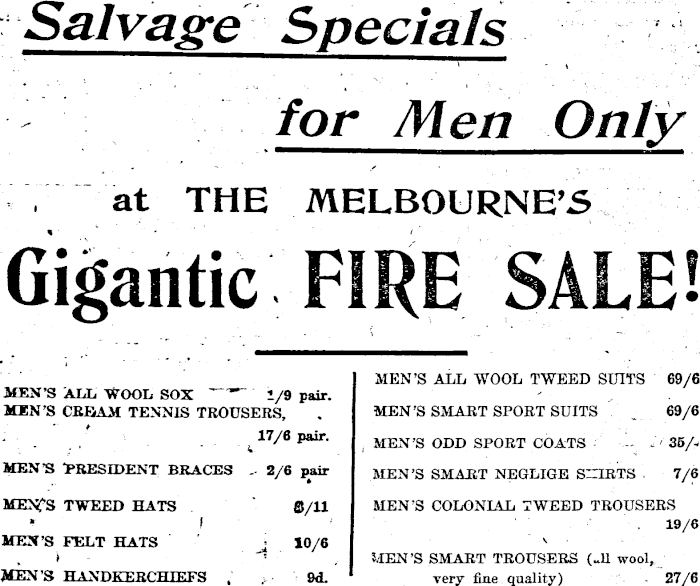 Salvage Specials
for Men Only
at THE MELBOURNE'S
Gigantic FIRE SALE!
MEN'S ALL WOOL SOX 1/9 pair.
MEN'S CREAM TENNIS TROUSERS,
17/6 pair.
MEN'S PRESIDENT BRACES 2/6 pair
MEN'S TWEED HATS /11
MEN'S FELT HATS 10/6
MEN'S HANDKERCHIEFS 9d.
MEN'S ALL WOOL TWEED SUITS 69/6
MEN'S SMART SPORT SUITS 69/6
MEN'S ODD SPORT COATS 35/-
MEN'S SMART NEGLIGE SHIRTS 7/6
MEN'S COLONIAL TWEED TROUSERS
19/6
MEN'S SMART TROUSERS (all wool,
very fine quality) 27/6